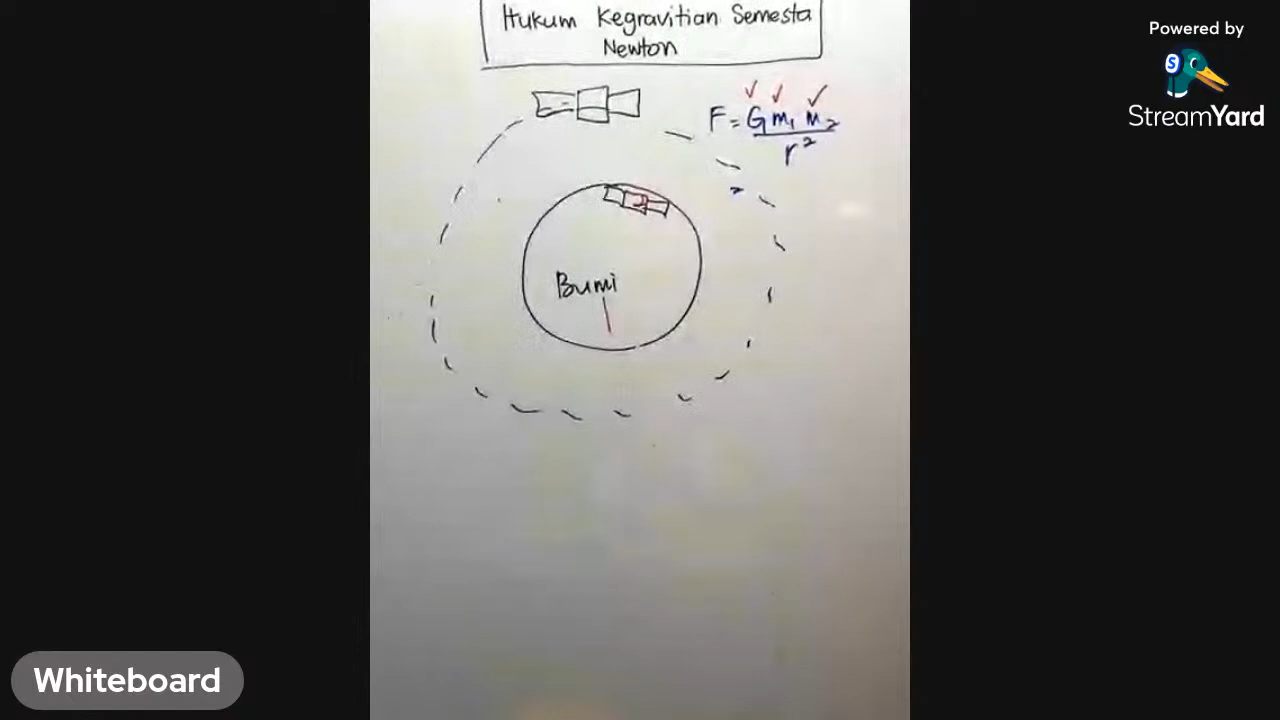 Hukum Kegravitian Semesta
Newton
F = G m₁ m₂
r²
Bumi
Powered by
StreamYard
Whiteboard